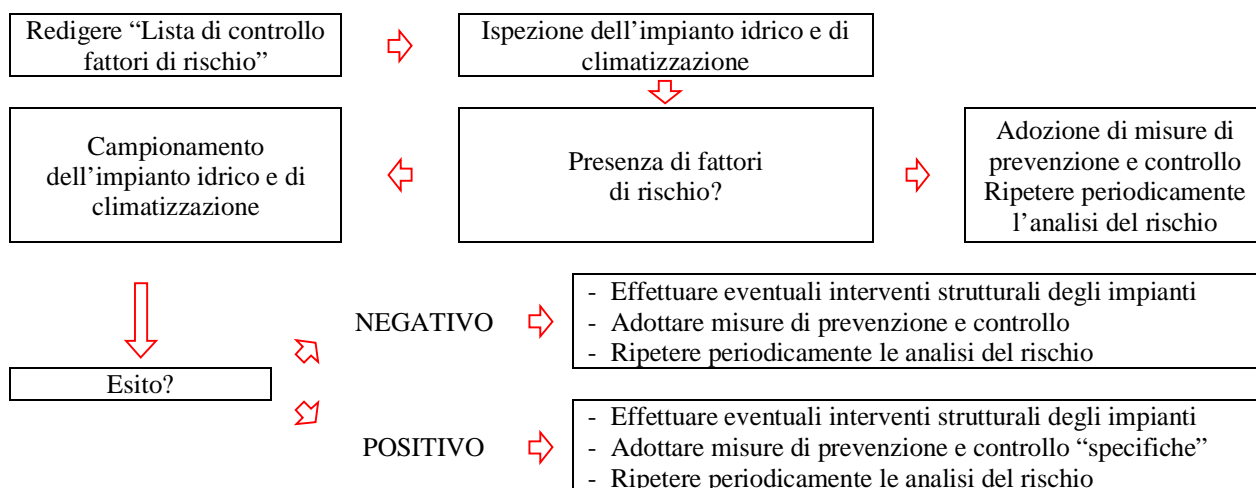 Redigere “Lista di controllo
fattori di rischio”
Ispezione dell’impianto idrico e di
climatizzazione
Campionamento
dell’impianto idrico e di
climatizzazione
Presenza di fattori
di rischio?
Adozione di misure di
prevenzione e controllo
Ripetere periodicamente
l’analisi del rischio
Esito?
NEGATIVO
- Effettuare eventuali interventi strutturali degli impianti
- Adottare misure di prevenzione e controllo
- Ripetere periodicamente le analisi del rischio
POSITIVO
- Effettuare eventuali interventi strutturali degli impianti
- Adottare misure di prevenzione e controllo “specifiche”
- Ripetere periodicamente le analisi del rischio